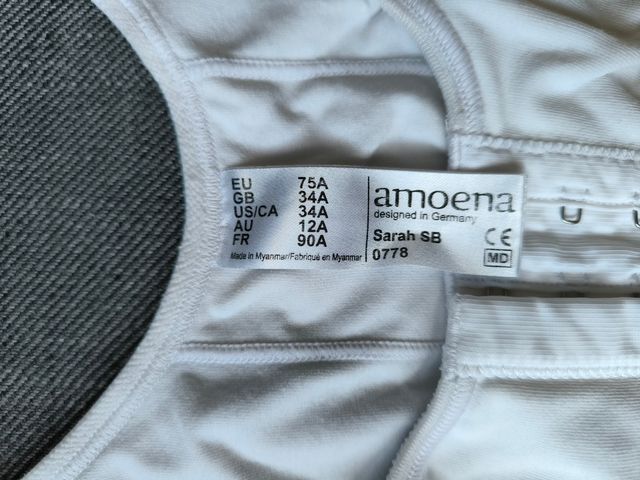 EU 75A
GB 34A
US/CA 34A
AU 12A
FR 90A
Made in Myanmar/Fabriqué en Myanmar
amoena
designed in Germany
Sarah SB
0778
CE
MD